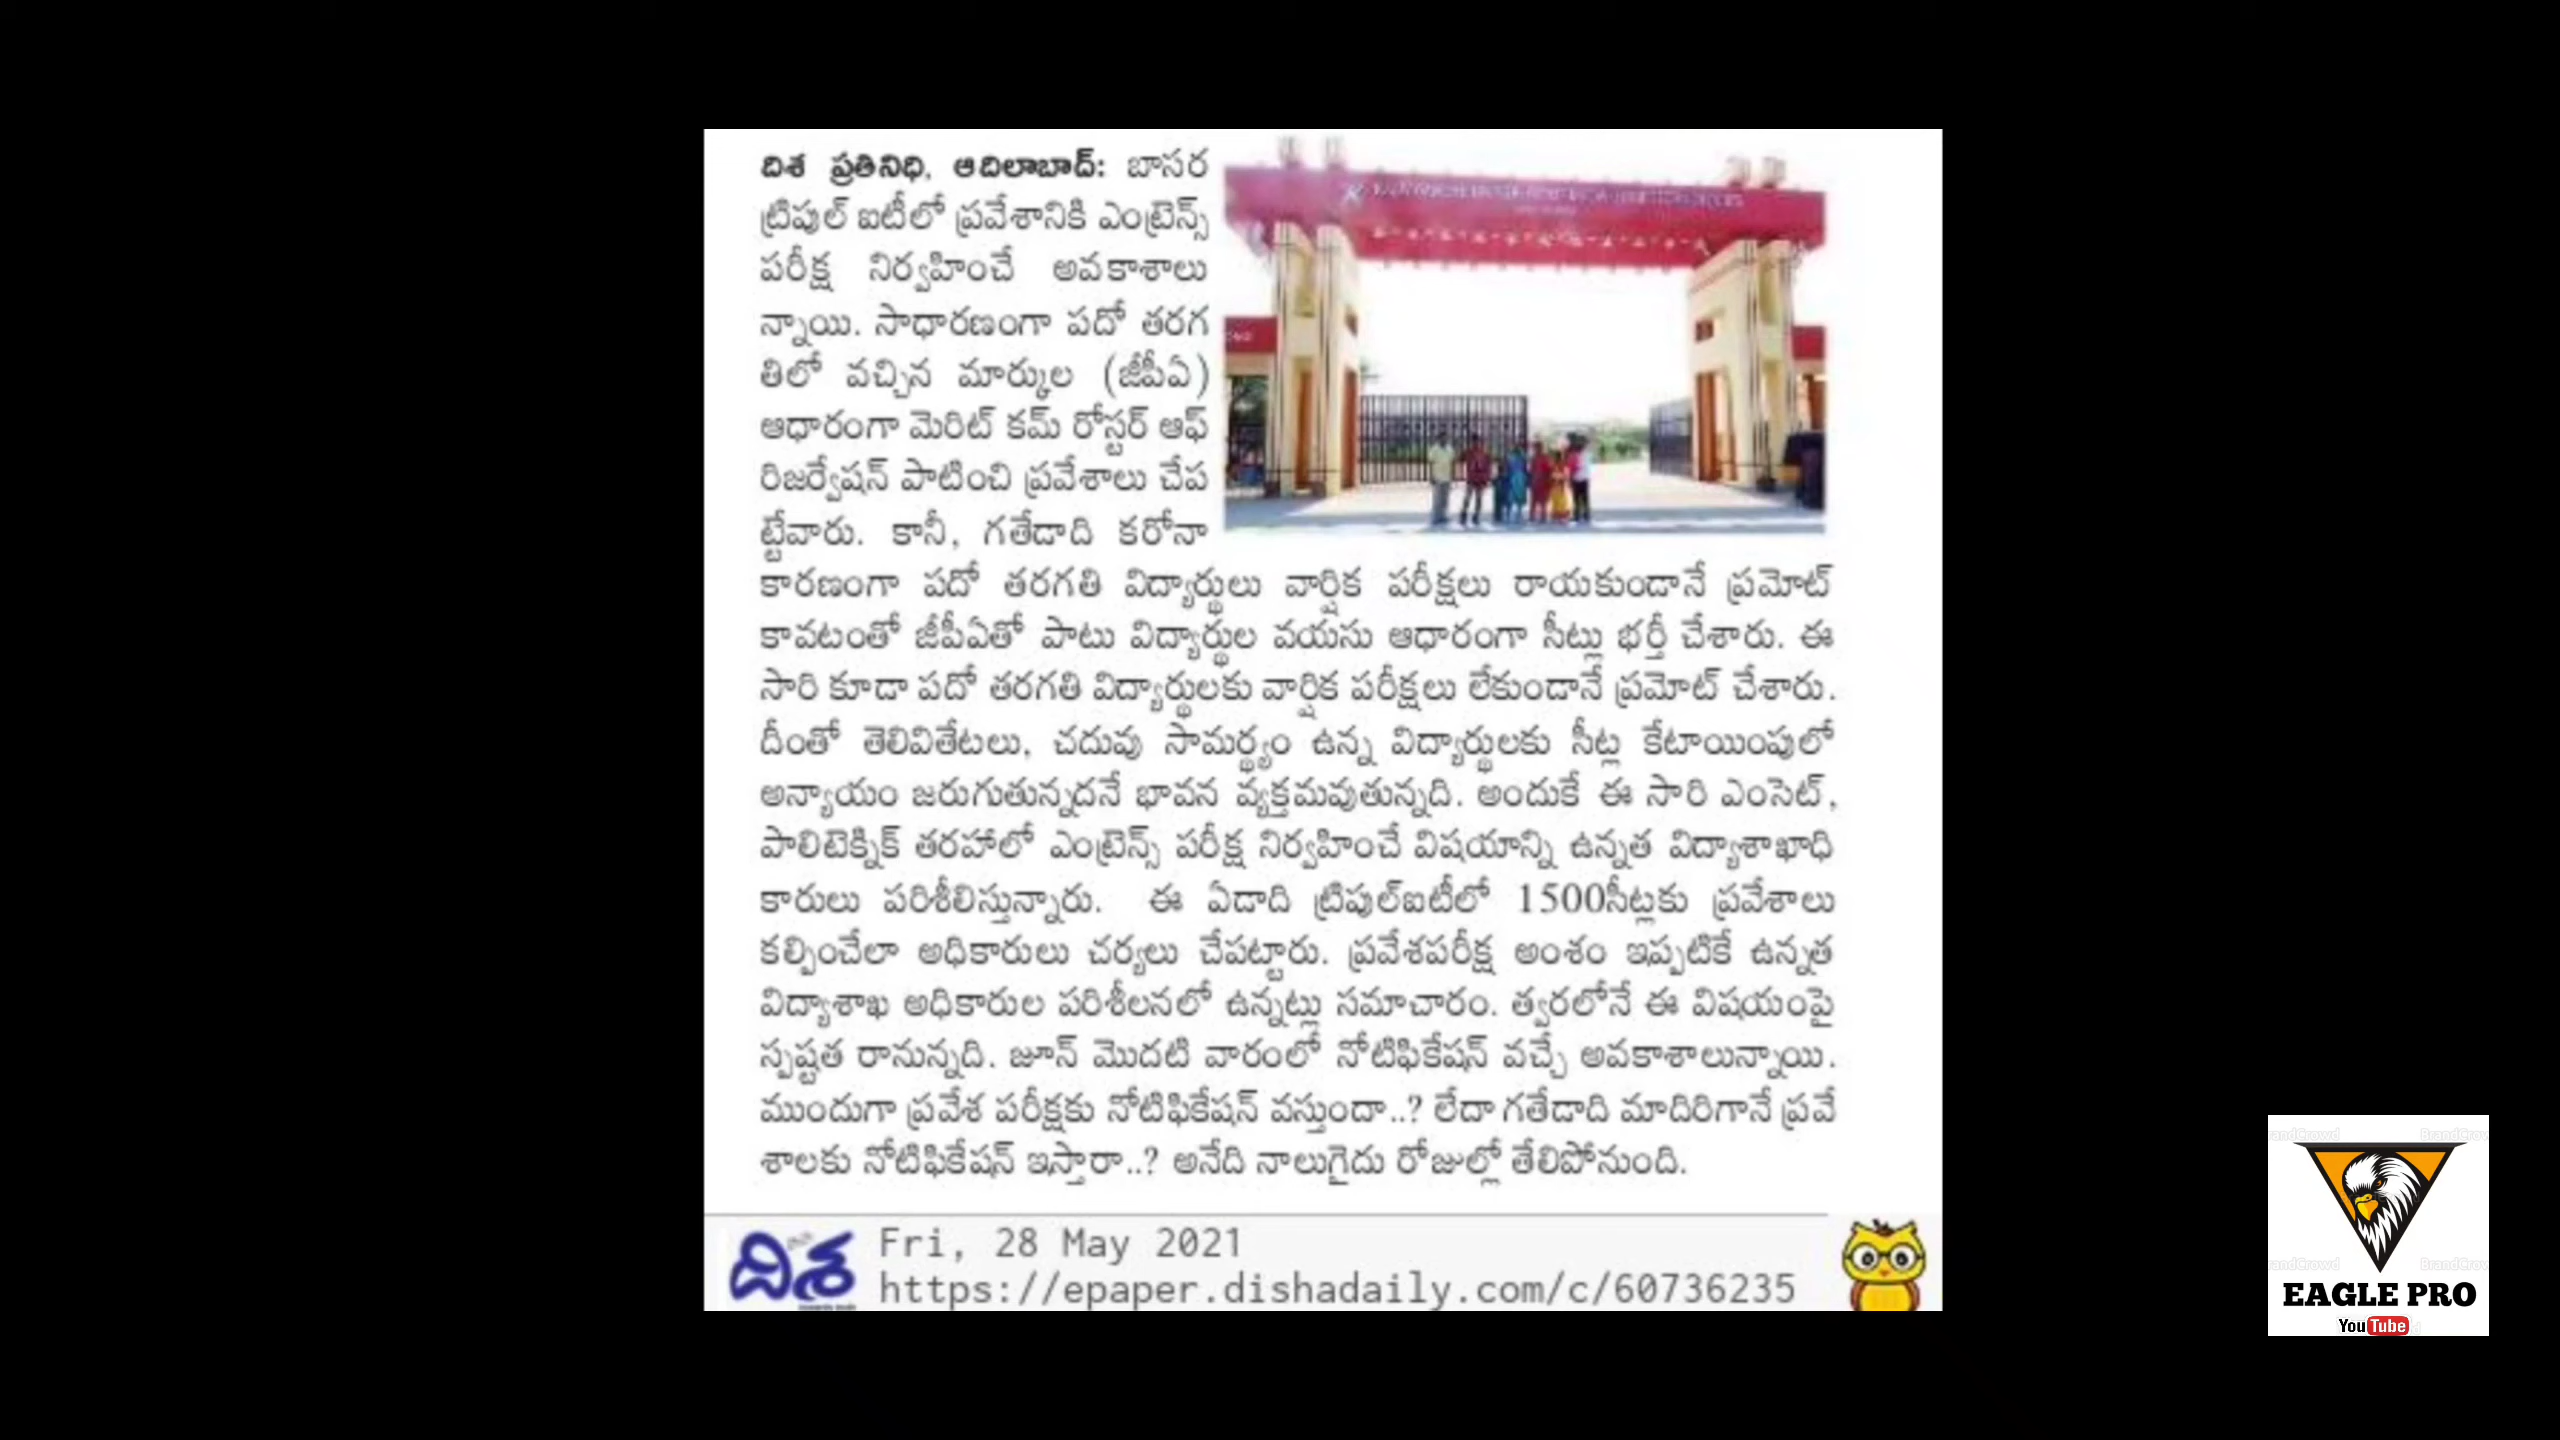 దిశ ప్రతినిధి, ఆదిలాబాద్: బాసర
ట్రిపుల్ ఐటీలో ప్రవేశానికి ఎంట్రెన్స్
పరీక్ష నిర్వహించే అవకాశాలు
న్నాయి. సాధారణంగా పదో తరగ
తిలో వచ్చిన మార్కుల (జీపీఏ)
ఆధారంగా మెరిట్ కమ్ రోస్టర్ ఆఫ్
రిజర్వేషన్ పాటించి ప్రవేశాలు చేప
ట్టేవారు. కానీ, గతేడాది కరోనా
కారణంగా పదో తరగతి విద్యార్థులు వార్షిక పరీక్షలు రాయకుండానే ప్రమోట్
కావటంతో జీపీఏతో పాటు విద్యార్థుల వయసు ఆధారంగా సీట్లు భర్తీ చేశారు. ఈ
సారి కూడా పదో తరగతి విద్యార్థులకు వార్షిక పరీక్షలు లేకుండానే ప్రమోట్ చేశారు.
దీంతో తెలివితేటలు, చదువు సామర్థ్యం ఉన్న విద్యార్థులకు సీట్ల కేటాయింపులో
అన్యాయం జరుగుతున్నదనే భావన వ్యక్తమవుతున్నది. అందుకే ఈ సారి ఎంసెట్,
పాలిటెక్నిక్ తరహాలో ఎంట్రెన్స్ పరీక్ష నిర్వహించే విషయాన్ని ఉన్నత విద్యాశాఖాధి
కారులు పరిశీలిస్తున్నారు. ఈ ఏడాది ట్రిపుల్ఐటీలో 1500సీట్లకు ప్రవేశాలు
కల్పించేలా అధికారులు చర్యలు చేపట్టారు. ప్రవేశపరీక్ష అంశం ఇప్పటికే ఉన్నత
విద్యాశాఖ అధికారుల పరిశీలనలో ఉన్నట్లు సమాచారం. త్వరలోనే ఈ విషయంపై
స్పష్టత రానున్నది. జూన్ మొదటి వారంలో నోటిఫికేషన్ వచ్చే అవకాశాలున్నాయి.
ముందుగా ప్రవేశ పరీక్షకు నోటిఫికేషన్ వస్తుందా..? లేదా గతేడాది మాదిరిగానే ప్రవే
శాలకు నోటిఫికేషన్ ఇస్తారా..? అనేది నాలుగైదు రోజుల్లో తేలిపోనుంది.
దిశ
Fri, 28 May 2021
https://epaper.dishadaily.com/c/60736235
EAGLE PRO
YouTube